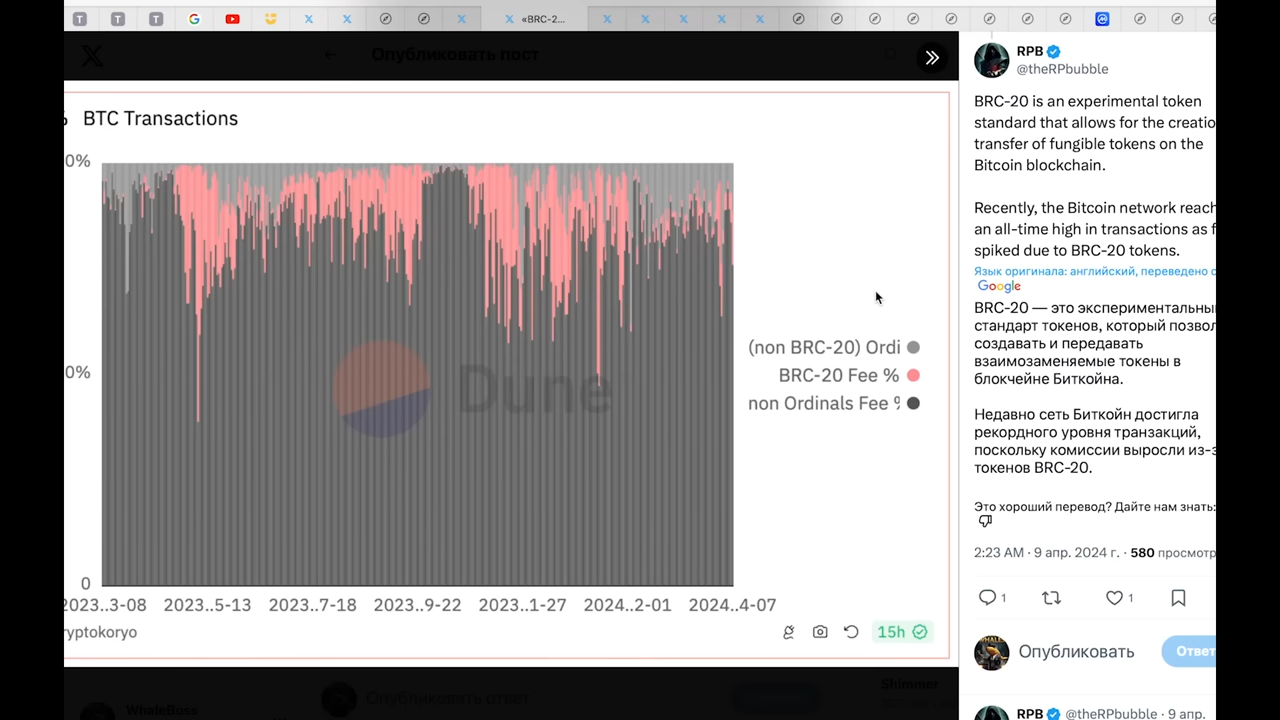 «BRC-2...
Опубликовать пост
BTC Transactions
0%
0%
0
Dune
(non BRC-20) Ordi
BRC-20 Fee %
non Ordinals Fee %
2023..3-08 2023..5-13 2023..7-18 2023..9-22 2023..1-27 2024..2-01 2024..4-07
ryptokoryo
15h
Опубликовать ответ
WhaleBoss
Shimmer
RPB
@theRPbubble
BRC-20 is an experimental token
standard that allows for the creatio
transfer of fungible tokens on the
Bitcoin blockchain.
Recently, the Bitcoin network reach
an all-time high in transactions as f
spiked due to BRC-20 tokens.
Язык оригинала: английский, переведено с
Google
BRC-20 — это экспериментальны
стандарт токенов, который позвол
создавать и передавать
взаимозаменяемые токены в
блокчейне Биткойна.
Недавно сеть Биткойн достигла
рекордного уровня транзакций,
поскольку комиссии выросли из-з
токенов BRC-20.
Это хороший перевод? Дайте нам знать:
2:23 AM · 9 апр. 2024 г. · 580 просмотр
1 1
Опубликовать
Ответ
RPB @theRPbubble · 9 апр.